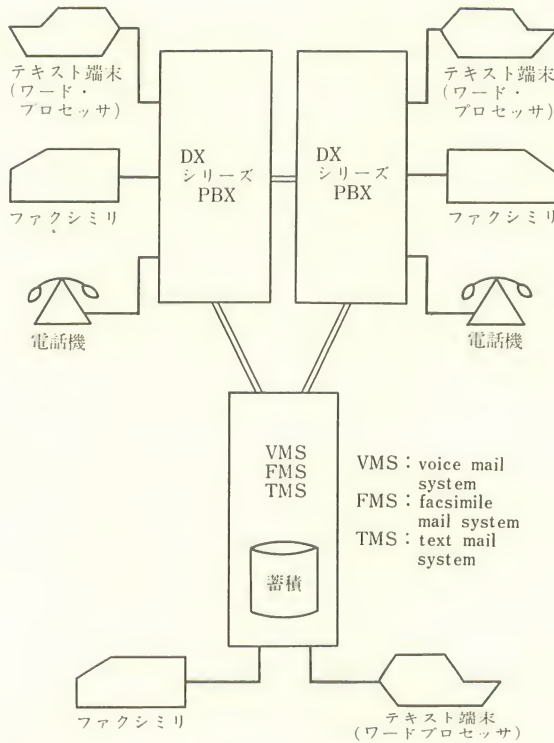 テキスト端末
(ワード・
プロセッサ)
ファクシミリ
電話機
DX
シリーズ
PBX
DX
シリーズ
PBX
テキスト端末
(ワード・
プロセッサ)
ファクシミリ
電話機
VMS
FMS
TMS
蓄積
VMS：voice mail
system
FMS：facsimile
mail system
TMS：text mail
system
ファクシミリ
テキスト端末
(ワードプロセッサ)